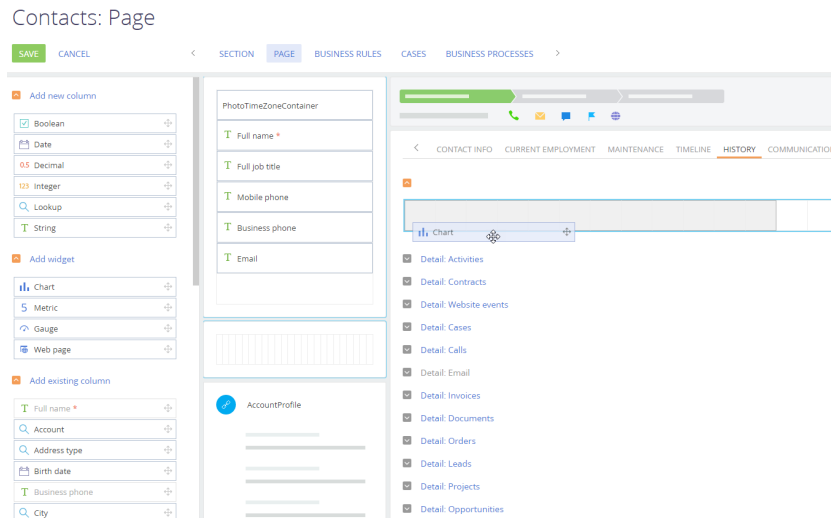 Contacts: Page
SAVE CANCEL
SECTION PAGE BUSINESS RULES CASES BUSINESS PROCESSES
Add new column
Boolean
Date
0.5 Decimal
123 Integer
Lookup
T String
Add widget
Chart
5 Metric
Gauge
Web page
Add existing column
T Full name *
Account
Address type
Birth date
T Business phone
City
PhotoTimeZoneContainer
T Full name *
T Full job title
T Mobile phone
T Business phone
T Email
AccountProfile
CONTACT INFO CURRENT EMPLOYMENT MAINTENANCE TIMELINE HISTORY COMMUNICATIO
Chart
Detail: Activities
Detail: Contracts
Detail: Website events
Detail: Cases
Detail: Calls
Detail: Email
Detail: Invoices
Detail: Documents
Detail: Orders
Detail: Leads
Detail: Projects
Detail: Opportunities